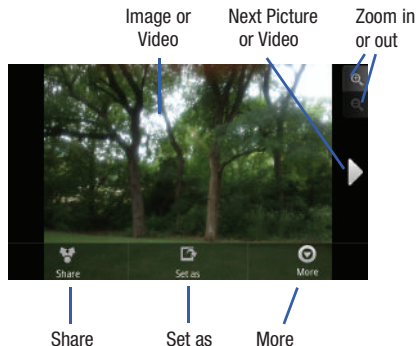 Image or Next Picture Zoom in
Video or Video or out
Share Set as More
Share Set as More